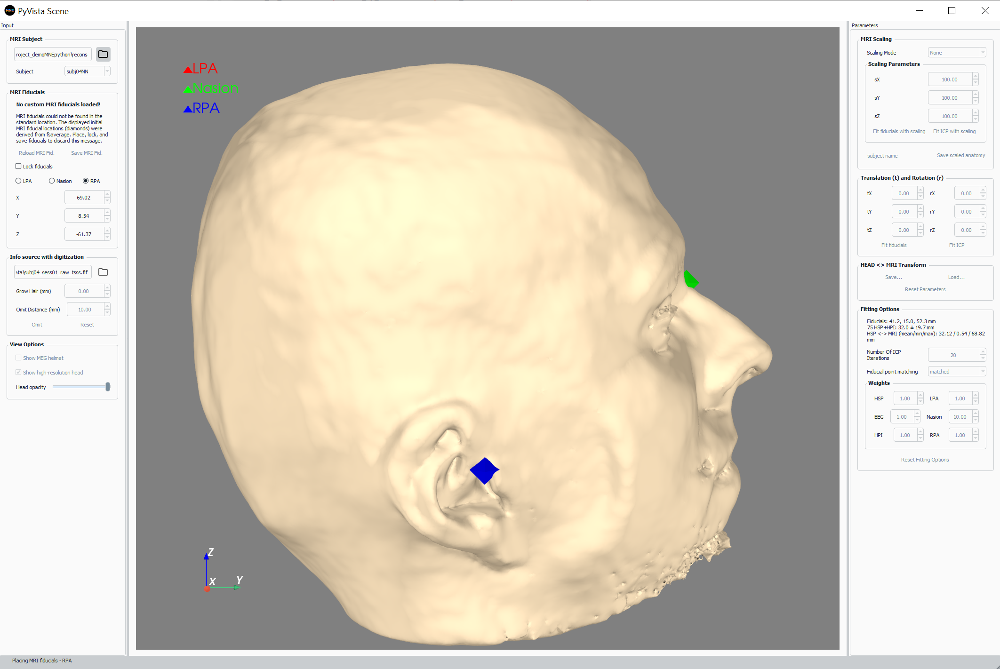 MNE PyVista Scene
Input
MRI Subject
roject_demoMNEpython\recons
Subject
subj04NN
MRI Fiducials
No custom MRI fiducials loaded!
MRI fiducials could not be found in the
standard location. The displayed initial
MRI fiducial locations (diamonds) were
derived from fsaverage. Place, lock, and
save fiducials to discard this message.
Reload MRI Fid. Save MRI Fid.
Lock fiducials
LPA Nasion RPA
X 69.02
Y 8.54
Z -61.37
Info source with digitization
ata\subj04_sess01_raw_tsss.fif
Grow Hair (mm) 0.00
Omit Distance (mm) 10.00
Omit Reset
View Options
Show MEG helmet
Show high-resolution head
Head opacity
LPA
Nasion
RPA
Z
X Y
Parameters
MRI Scaling
Scaling Mode None
Scaling Parameters
sX 100.00
sY 100.00
sZ 100.00
Fit fiducials with scaling Fit ICP with scaling
subject name Save scaled anatomy
Translation (t) and Rotation (r)
tX 0.00 rX 0.00
tY 0.00 rY 0.00
tZ 0.00 rZ 0.00
Fit fiducials Fit ICP
HEAD <> MRI Transform
Save... Load...
Reset Parameters
Fitting Options
Fiducials: 41.2, 15.0, 52.3 mm
75 HSP+HPI: 32.0 ± 19.7 mm
HSP <-> MRI (mean/min/max): 32.12 / 0.54 / 68.82
mm
Number Of ICP
Iterations
20
Fiducial point matching matched
Weights
HSP 1.00 LPA 1.00
EEG 1.00 Nasion 10.00
HPI 1.00 RPA 1.00
Reset Fitting Options
Placing MRI fiducials - RPA